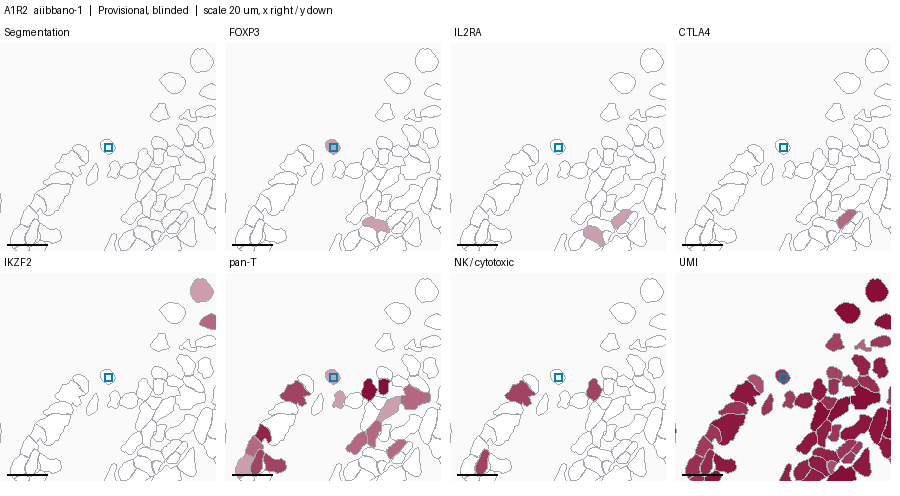 A1R2 aiibbano-1 | Provisional, blinded | scale 20 um, x right / y down
Segmentation FOXP3 IL2RA CTLA4
IKZF2 pan-T NK / cytotoxic UMI